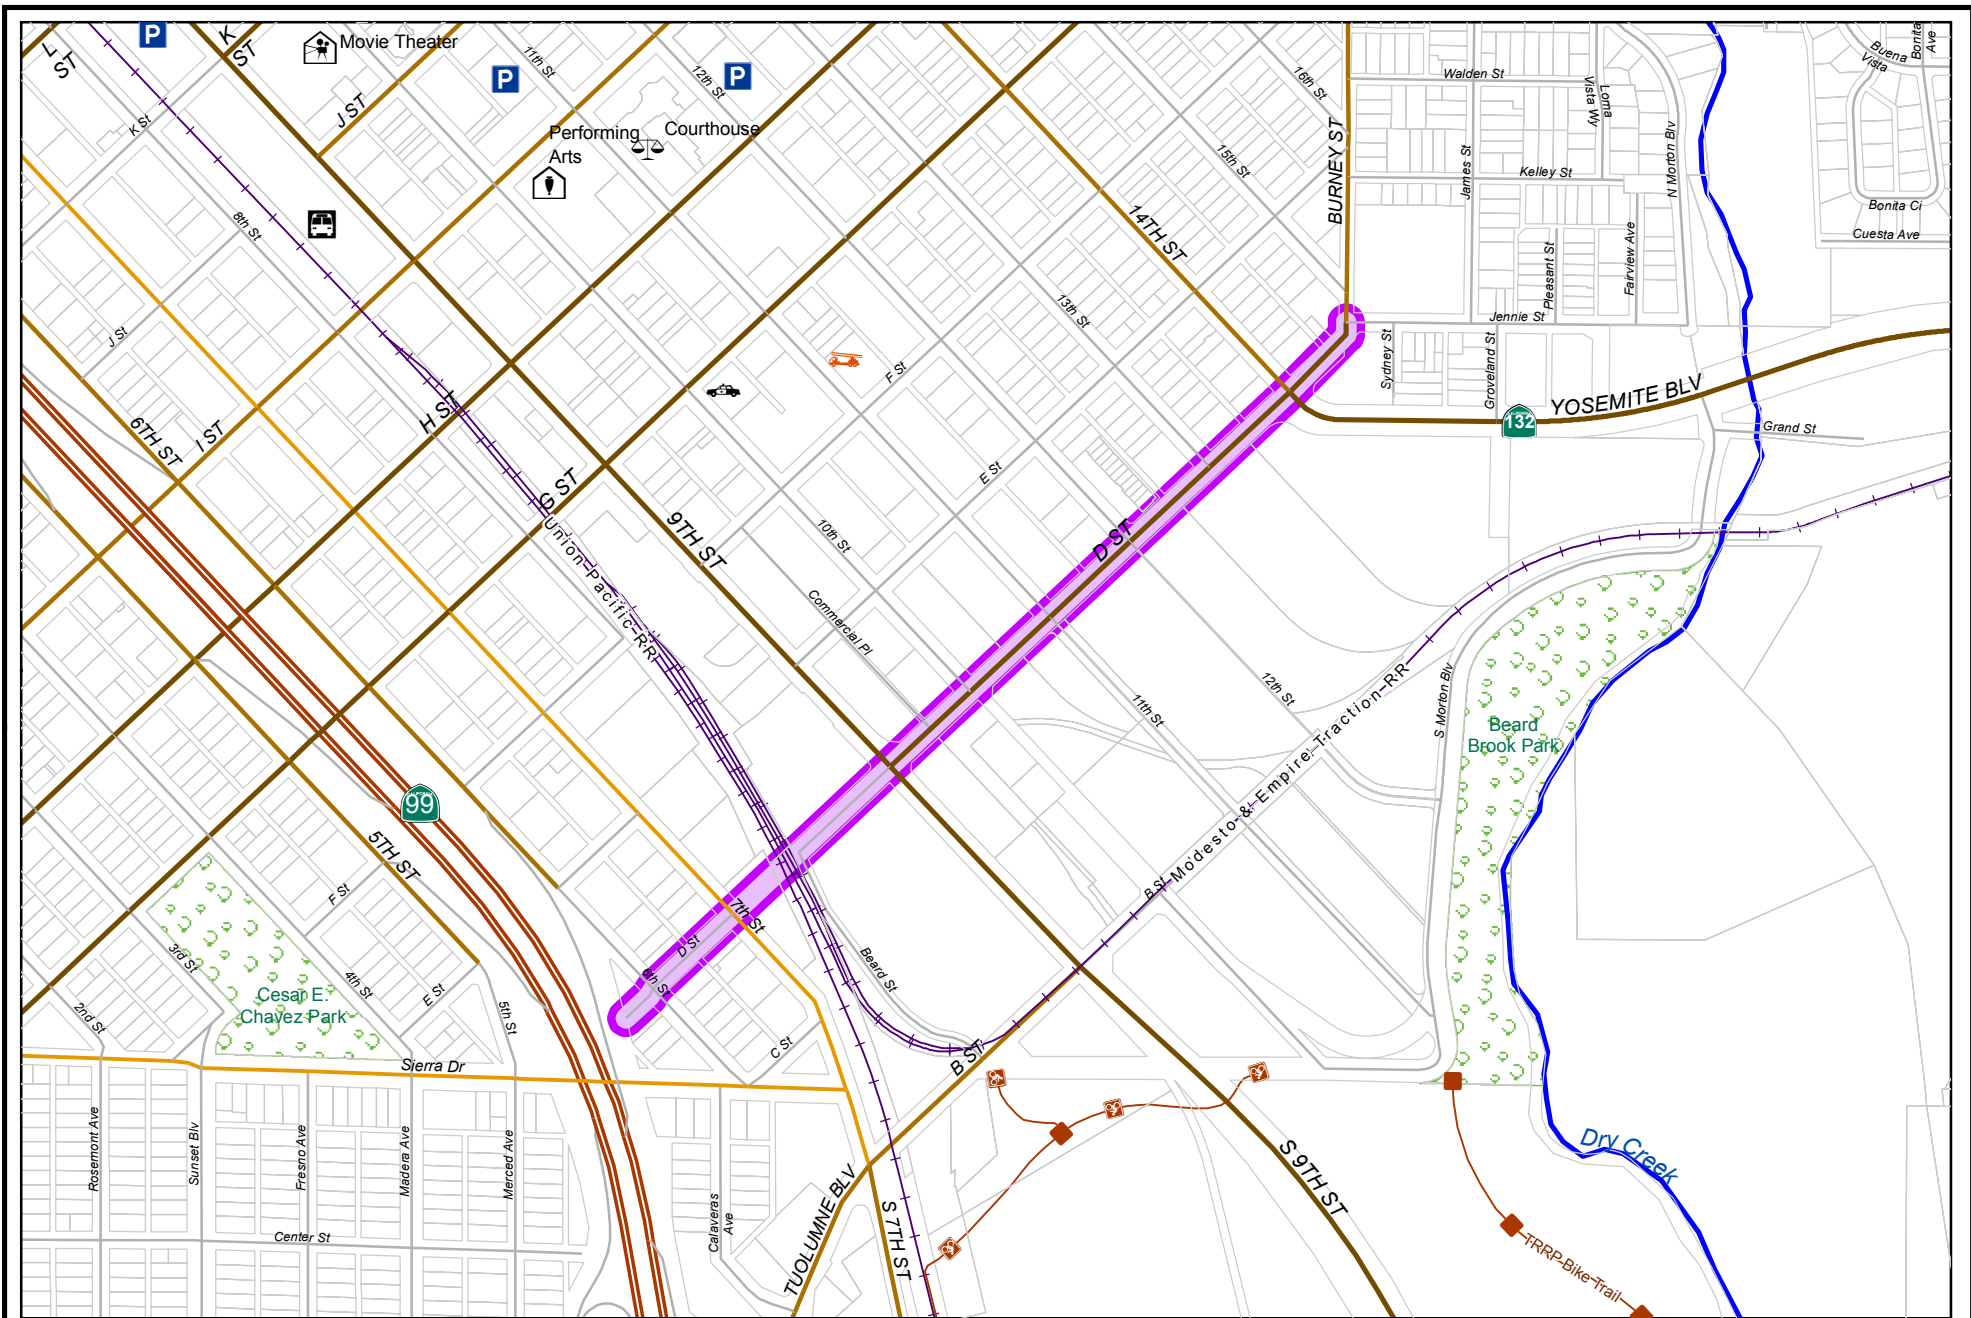 L
ST
P
K
ST
Movie Theater
J ST
P
11th St
12th St
P
16th St
Walden St
Loma
Vista Wy
N Morton Blv
Buena
Vista
Bonita
Ave
K St
Performing
Arts
Courthouse
BURNEY ST
15th St
James St
Kelley St
Bonita Ci
Cuesta Ave
8th St
14TH ST
Pleasant St
Fairview Ave
J St
13th St
Jennie St
F St
Sydney St
Groveland St
6TH ST
I ST
H ST
132
YOSEMITE BLV
Grand St
G ST
E St
Union Pacific RR
9TH ST
10th St
D ST
Commercial Pl
11th St
12th St
S Morton Blv
Beard
Brook Park
Modesto & Empire Traction RR
CALIFORNIA
99
5TH ST
F St
B St
7th St
D St
6th St
Beard St
3rd St
4th St
E St
5th St
2nd St
Cesar E.
Chavez Park
C St
B ST
Sierra Dr
Rosemont Ave
Sunset Blv
Fresno Ave
Madera Ave
Merced Ave
Calaveras
Ave
Center St
TUOLUMNE BLV
S 7TH ST
S 9TH ST
Dry Creek
TRRP Bike Trail